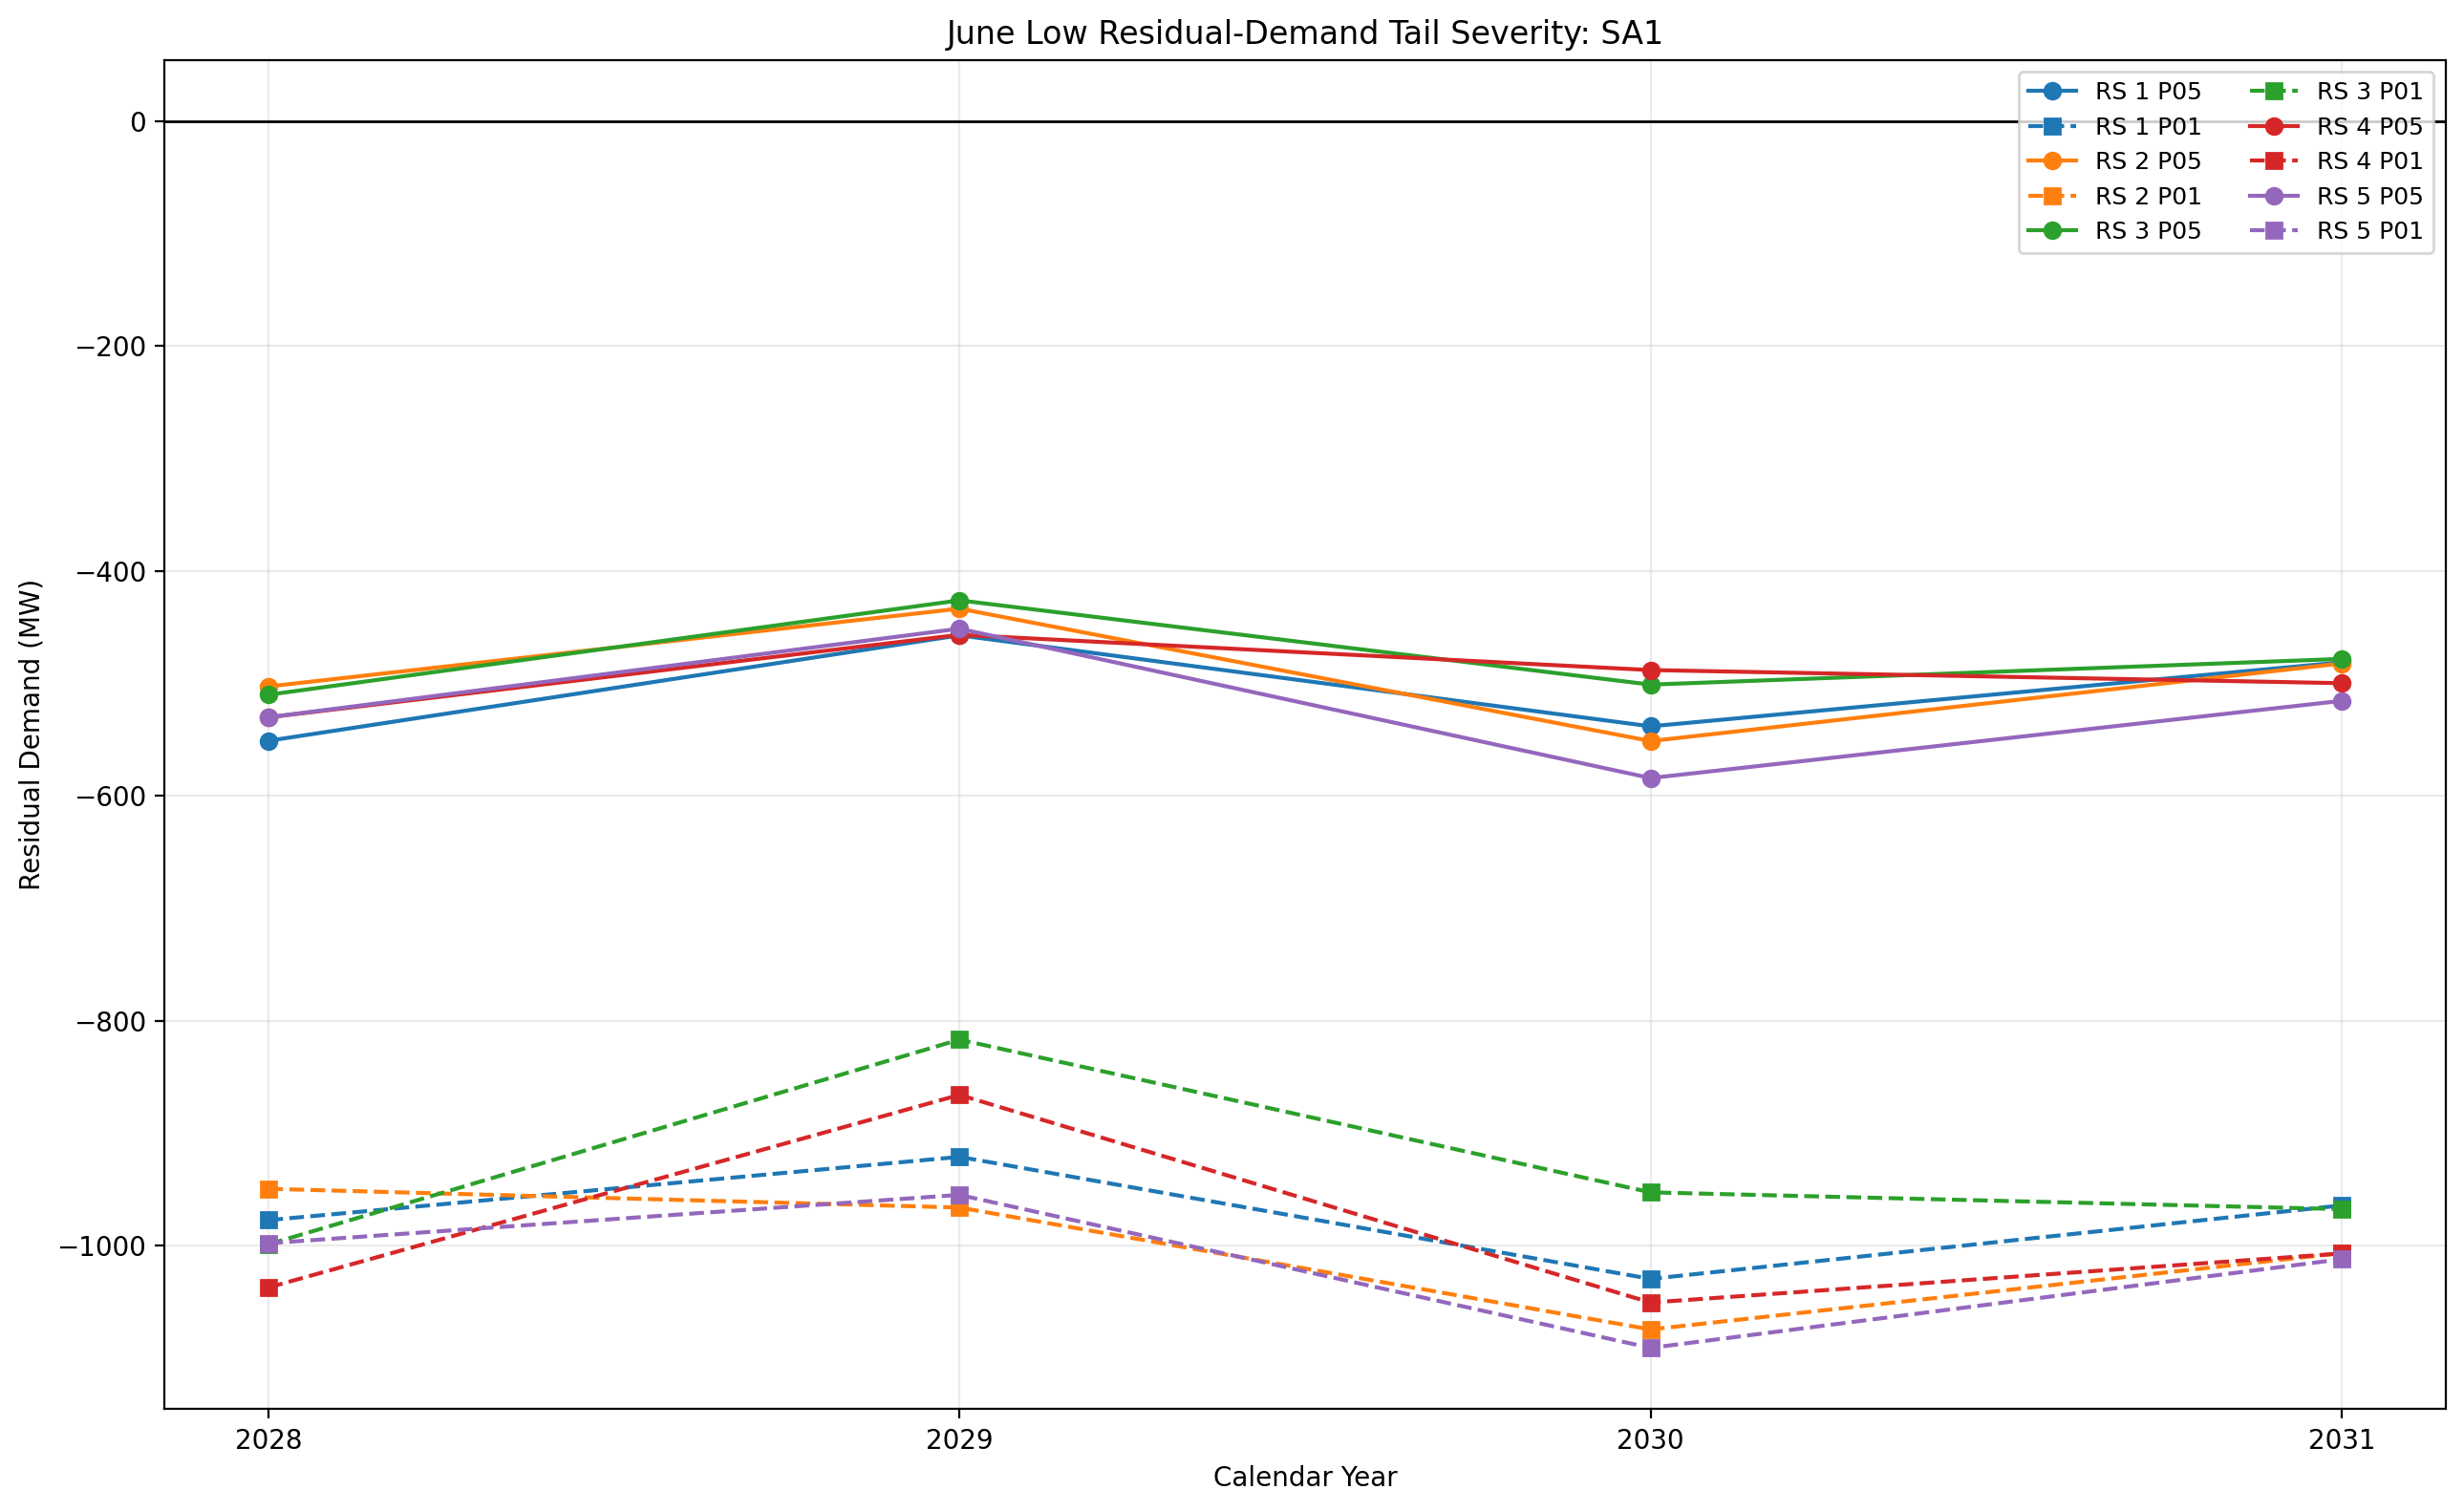 June Low Residual-Demand Tail Severity: SA1
RS 1 P05
RS 1 P01
RS 2 P05
RS 2 P01
RS 3 P05
RS 3 P01
RS 4 P05
RS 4 P01
RS 5 P05
RS 5 P01
Residual Demand (MW)
0
−200
−400
−600
−800
−1000
2028
2029
2030
2031
Calendar Year